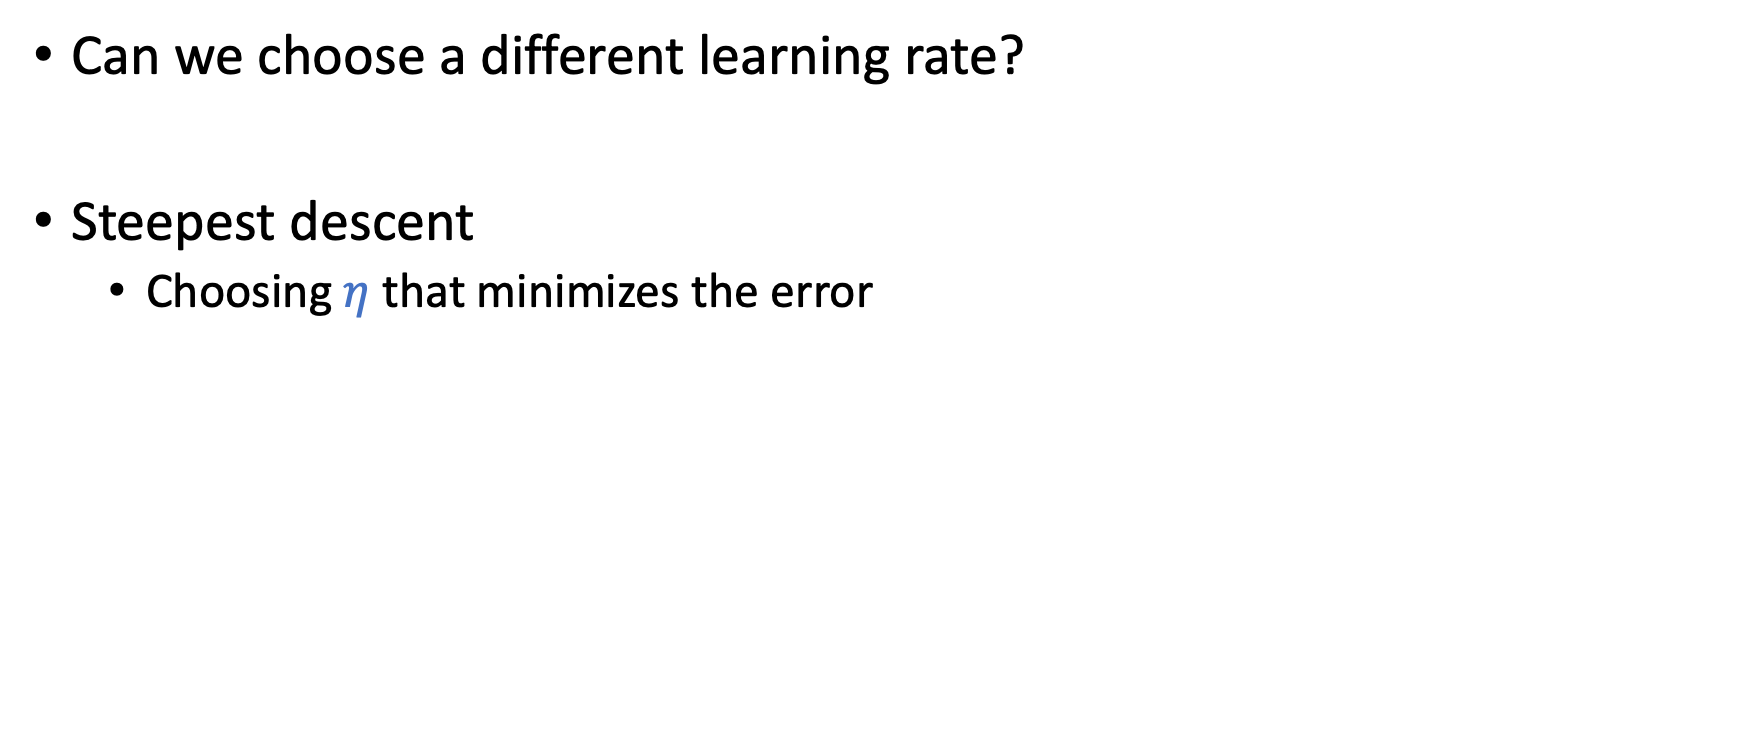 • Can we choose a different learning rate?
• Steepest descent
• Choosing η that minimizes the error